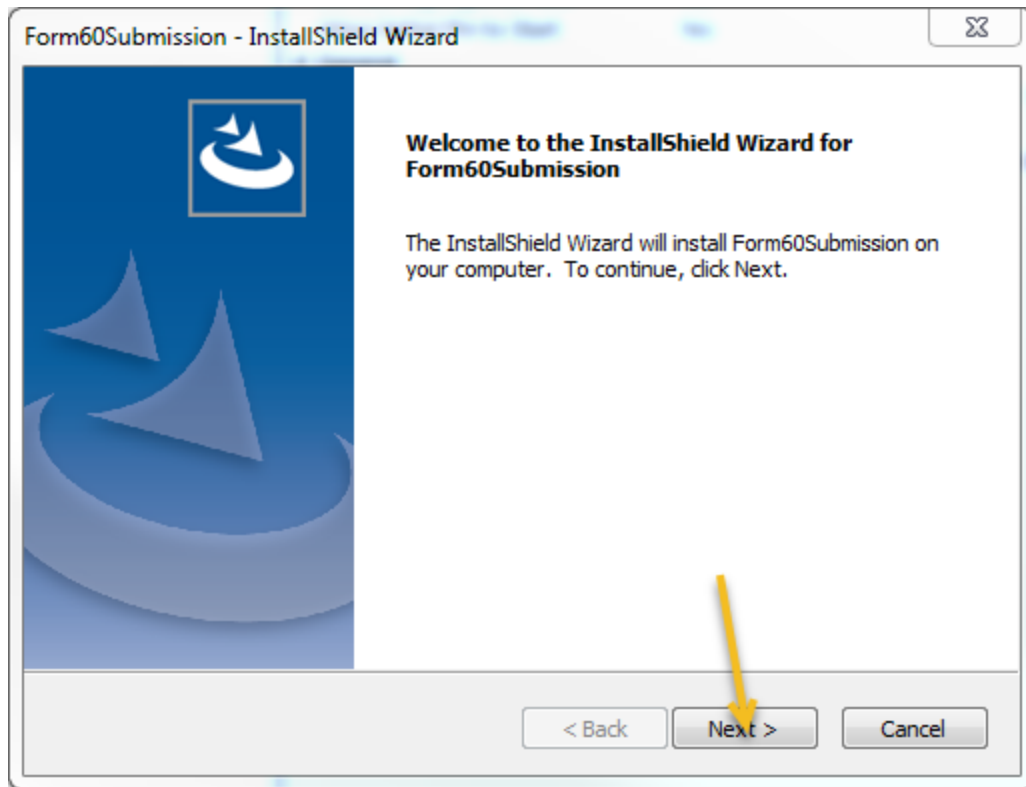 Form60Submission - InstallShield Wizard
Welcome to the InstallShield Wizard for
Form60Submission
The InstallShield Wizard will install Form60Submission on
your computer.  To continue, click Next.
< Back
Next >
Cancel